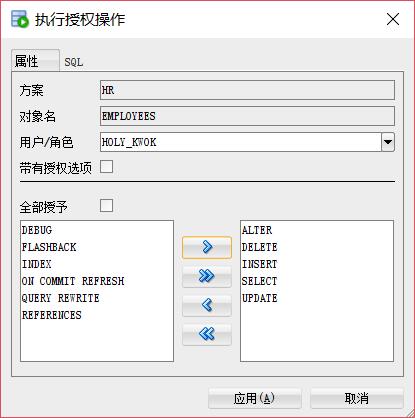 执行授权操作
属性 SQL
方案 HR
对象名 EMPLOYEES
用户/角色 HOLY_KWOK
带有授权选项
全部授予
DEBUG
FLASHBACK
INDEX
ON COMMIT REFRESH
QUERY REWRITE
REFERENCES
ALTER
DELETE
INSERT
SELECT
UPDATE
应用(A) 取消